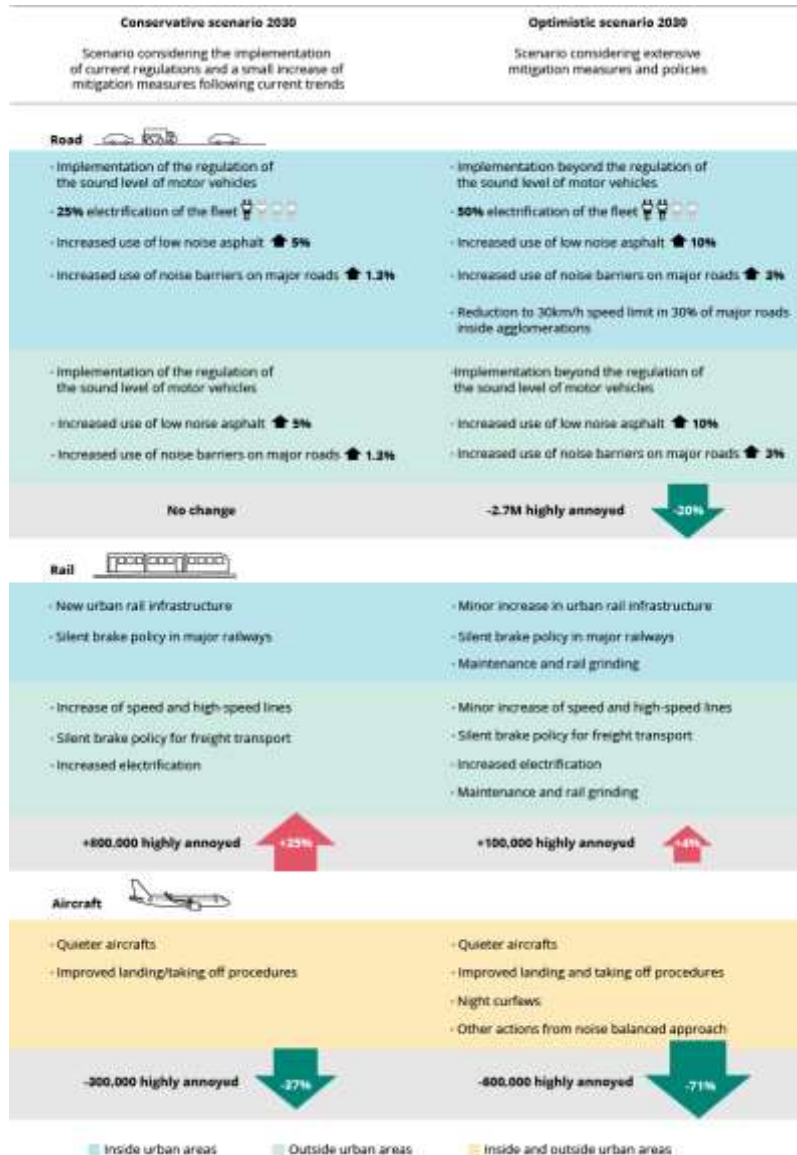 Conservative scenario 2030
Scenario considering the implementation
of current regulations and a small increase of
mitigation measures following current trends
Optimistic scenario 2030
Scenario considering extensive
mitigation measures and policies
Road
- Implementation of the regulation of
the sound level of motor vehicles
- 25% electrification of the fleet
- Increased use of low noise asphalt 5%
- Increased use of noise barriers on major roads 1.3%
- Implementation beyond the regulation of
the sound level of motor vehicles
- 50% electrification of the fleet
- Increased use of low noise asphalt 10%
- Increased use of noise barriers on major roads 3%
- Reduction to 30km/h speed limit in 30% of major roads
inside agglomerations
- Implementation of the regulation of
the sound level of motor vehicles
- Increased use of low noise asphalt 5%
- Increased use of noise barriers on major roads 1.3%
-Implementation beyond the regulation of
the sound level of motor vehicles
- Increased use of low noise asphalt 10%
- Increased use of noise barriers on major roads 3%
No change
-2.7M highly annoyed -20%
Rail
- New urban rail infrastructure
- Silent brake policy in major railways
- Minor increase in urban rail infrastructure
- Silent brake policy in major railways
- Maintenance and rail grinding
- Increase of speed and high-speed lines
- Silent brake policy for freight transport
- Increased electrification
- Minor increase of speed and high-speed lines
- Silent brake policy for freight transport
- Increased electrification
- Maintenance and rail grinding
+800,000 highly annoyed +25%
+100,000 highly annoyed +4%
Aircraft
- Quieter aircrafts
- Improved landing/taking off procedures
- Quieter aircrafts
- Improved landing and taking off procedures
- Night curfews
- Other actions from noise balanced approach
-300,000 highly annoyed -37%
-600,000 highly annoyed -71%
Inside urban areas
Outside urban areas
Inside and outside urban areas